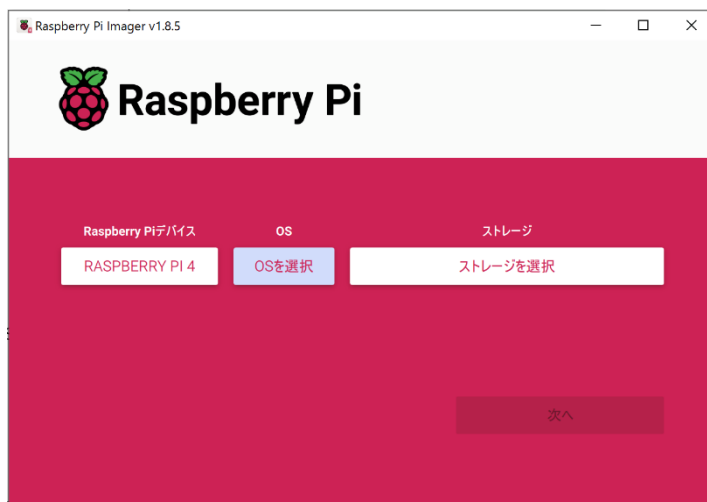 Raspberry Pi Imager v1.8.5
Raspberry Pi
Raspberry Piデバイス OS ストレージ
RASPBERRY PI 4 OSを選択 ストレージを選択
次へ